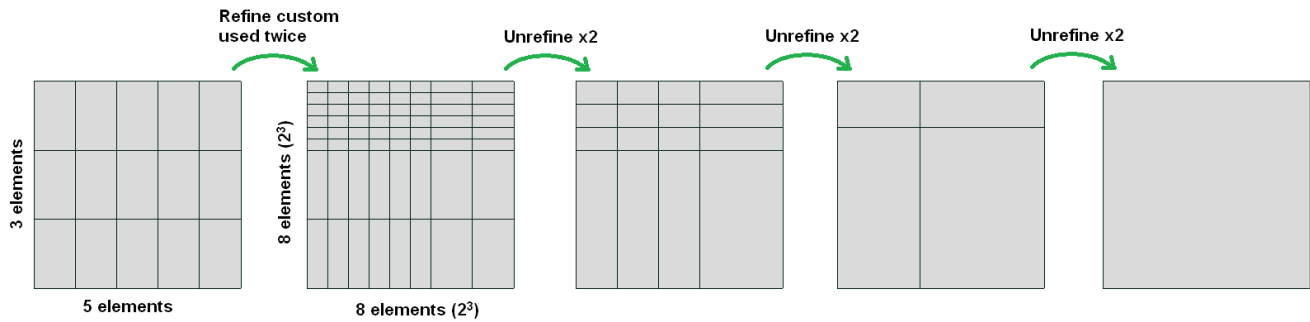 Refine custom
used twice
Unrefine x2
Unrefine x2
Unrefine x2
3 elements
8 elements (2³)
5 elements
8 elements (2³)